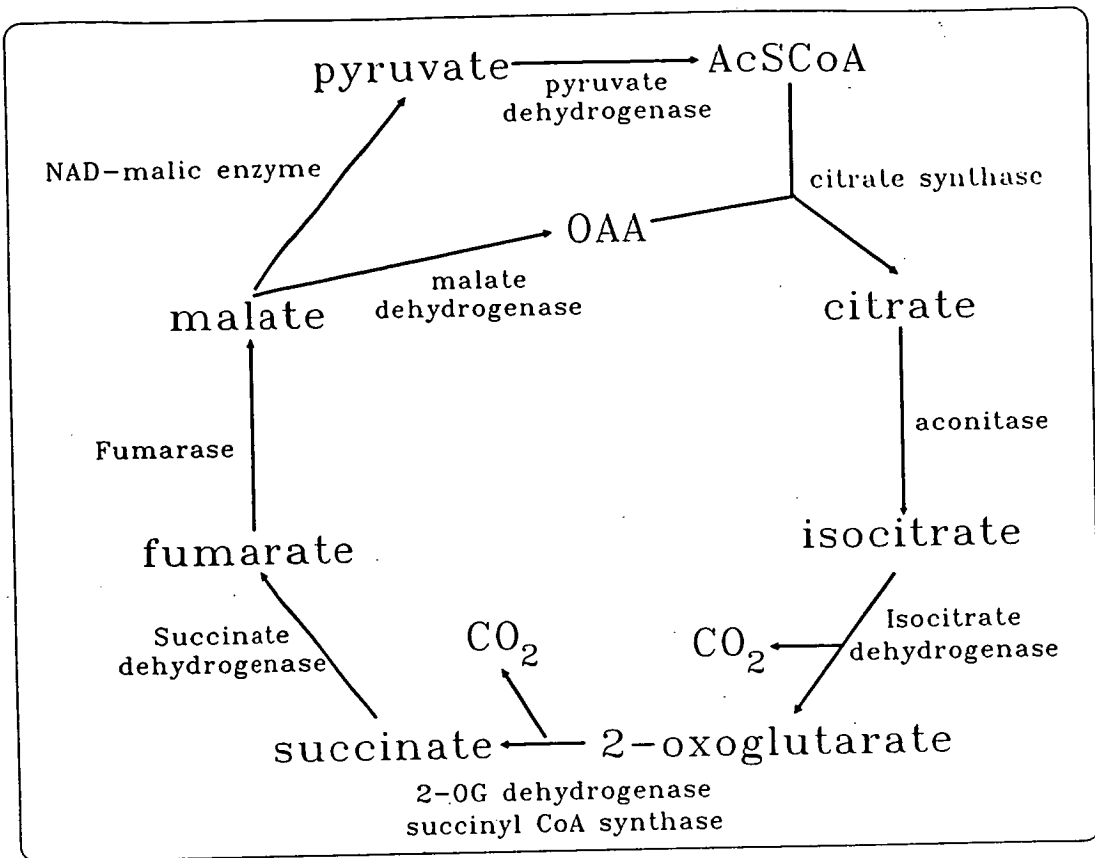 pyruvate
AcSCoA
pyruvate
dehydrogenase
NAD-malic enzyme
citrate synthase
OAA
malate
dehydrogenase
malate
citrate
Fumarase
aconitase
fumarate
isocitrate
Succinate
dehydrogenase
CO2
CO2
Isocitrate
dehydrogenase
succinate
2-oxoglutarate
2-OG dehydrogenase
succinyl CoA synthase